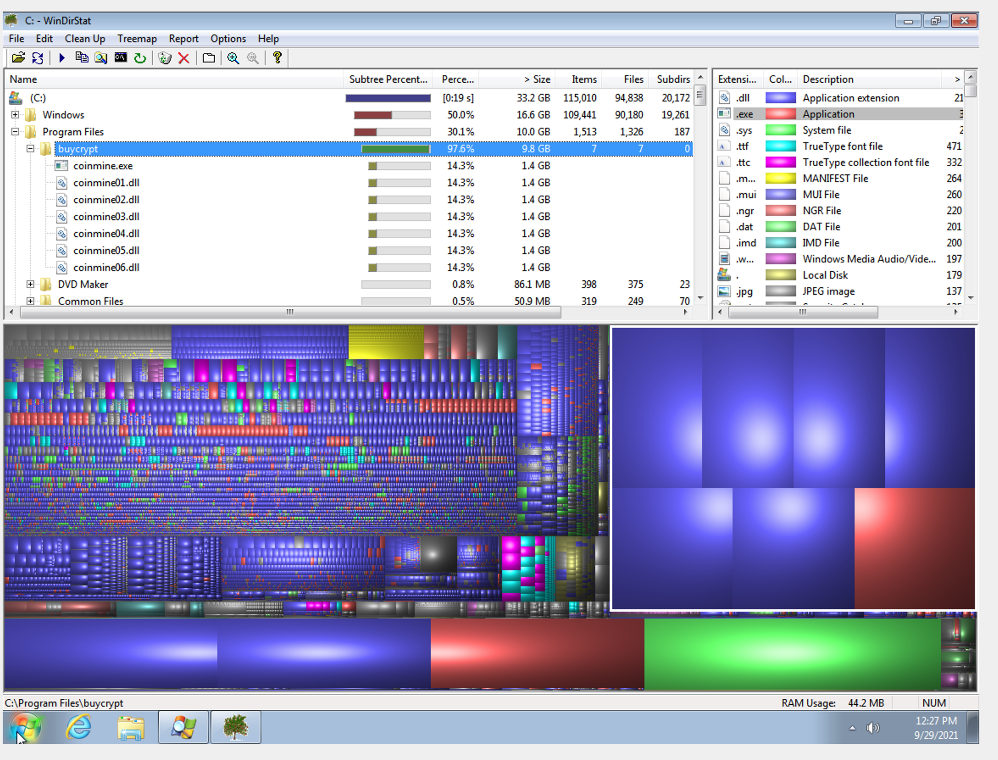 C: - WinDirStat
File Edit Clean Up Treemap Report Options Help
Name Subtree Percent... Perce... > Size Items Files Subdirs
(C:) [0:19 s] 33.2 GB 115,010 94,838 20,172
Windows 50.0% 16.6 GB 109,441 90,180 19,261
Program Files 30.1% 10.0 GB 1,513 1,326 187
buycrypt 97.6% 9.8 GB 7 7 0
coinmine.exe 14.3% 1.4 GB
coinmine01.dll 14.3% 1.4 GB
coinmine02.dll 14.3% 1.4 GB
coinmine03.dll 14.3% 1.4 GB
coinmine04.dll 14.3% 1.4 GB
coinmine05.dll 14.3% 1.4 GB
coinmine06.dll 14.3% 1.4 GB
DVD Maker 0.8% 86.1 MB 398 375 23
Common Files 0.5% 50.9 MB 319 249 70
Extensi... Col... Description >
.dll Application extension 21
.exe Application
.sys System file
.ttf TrueType font file 471
.ttc TrueType collection font file 332
.m... MANIFEST File 264
.mui MUI File 260
.ngr NGR File 220
.dat DAT File 201
.imd IMD File 200
.w... Windows Media Audio/Vide... 197
. Local Disk 179
.jpg JPEG image 137
C:\Program Files\buycrypt
RAM Usage: 44.2 MB NUM
12:27 PM
9/29/2021